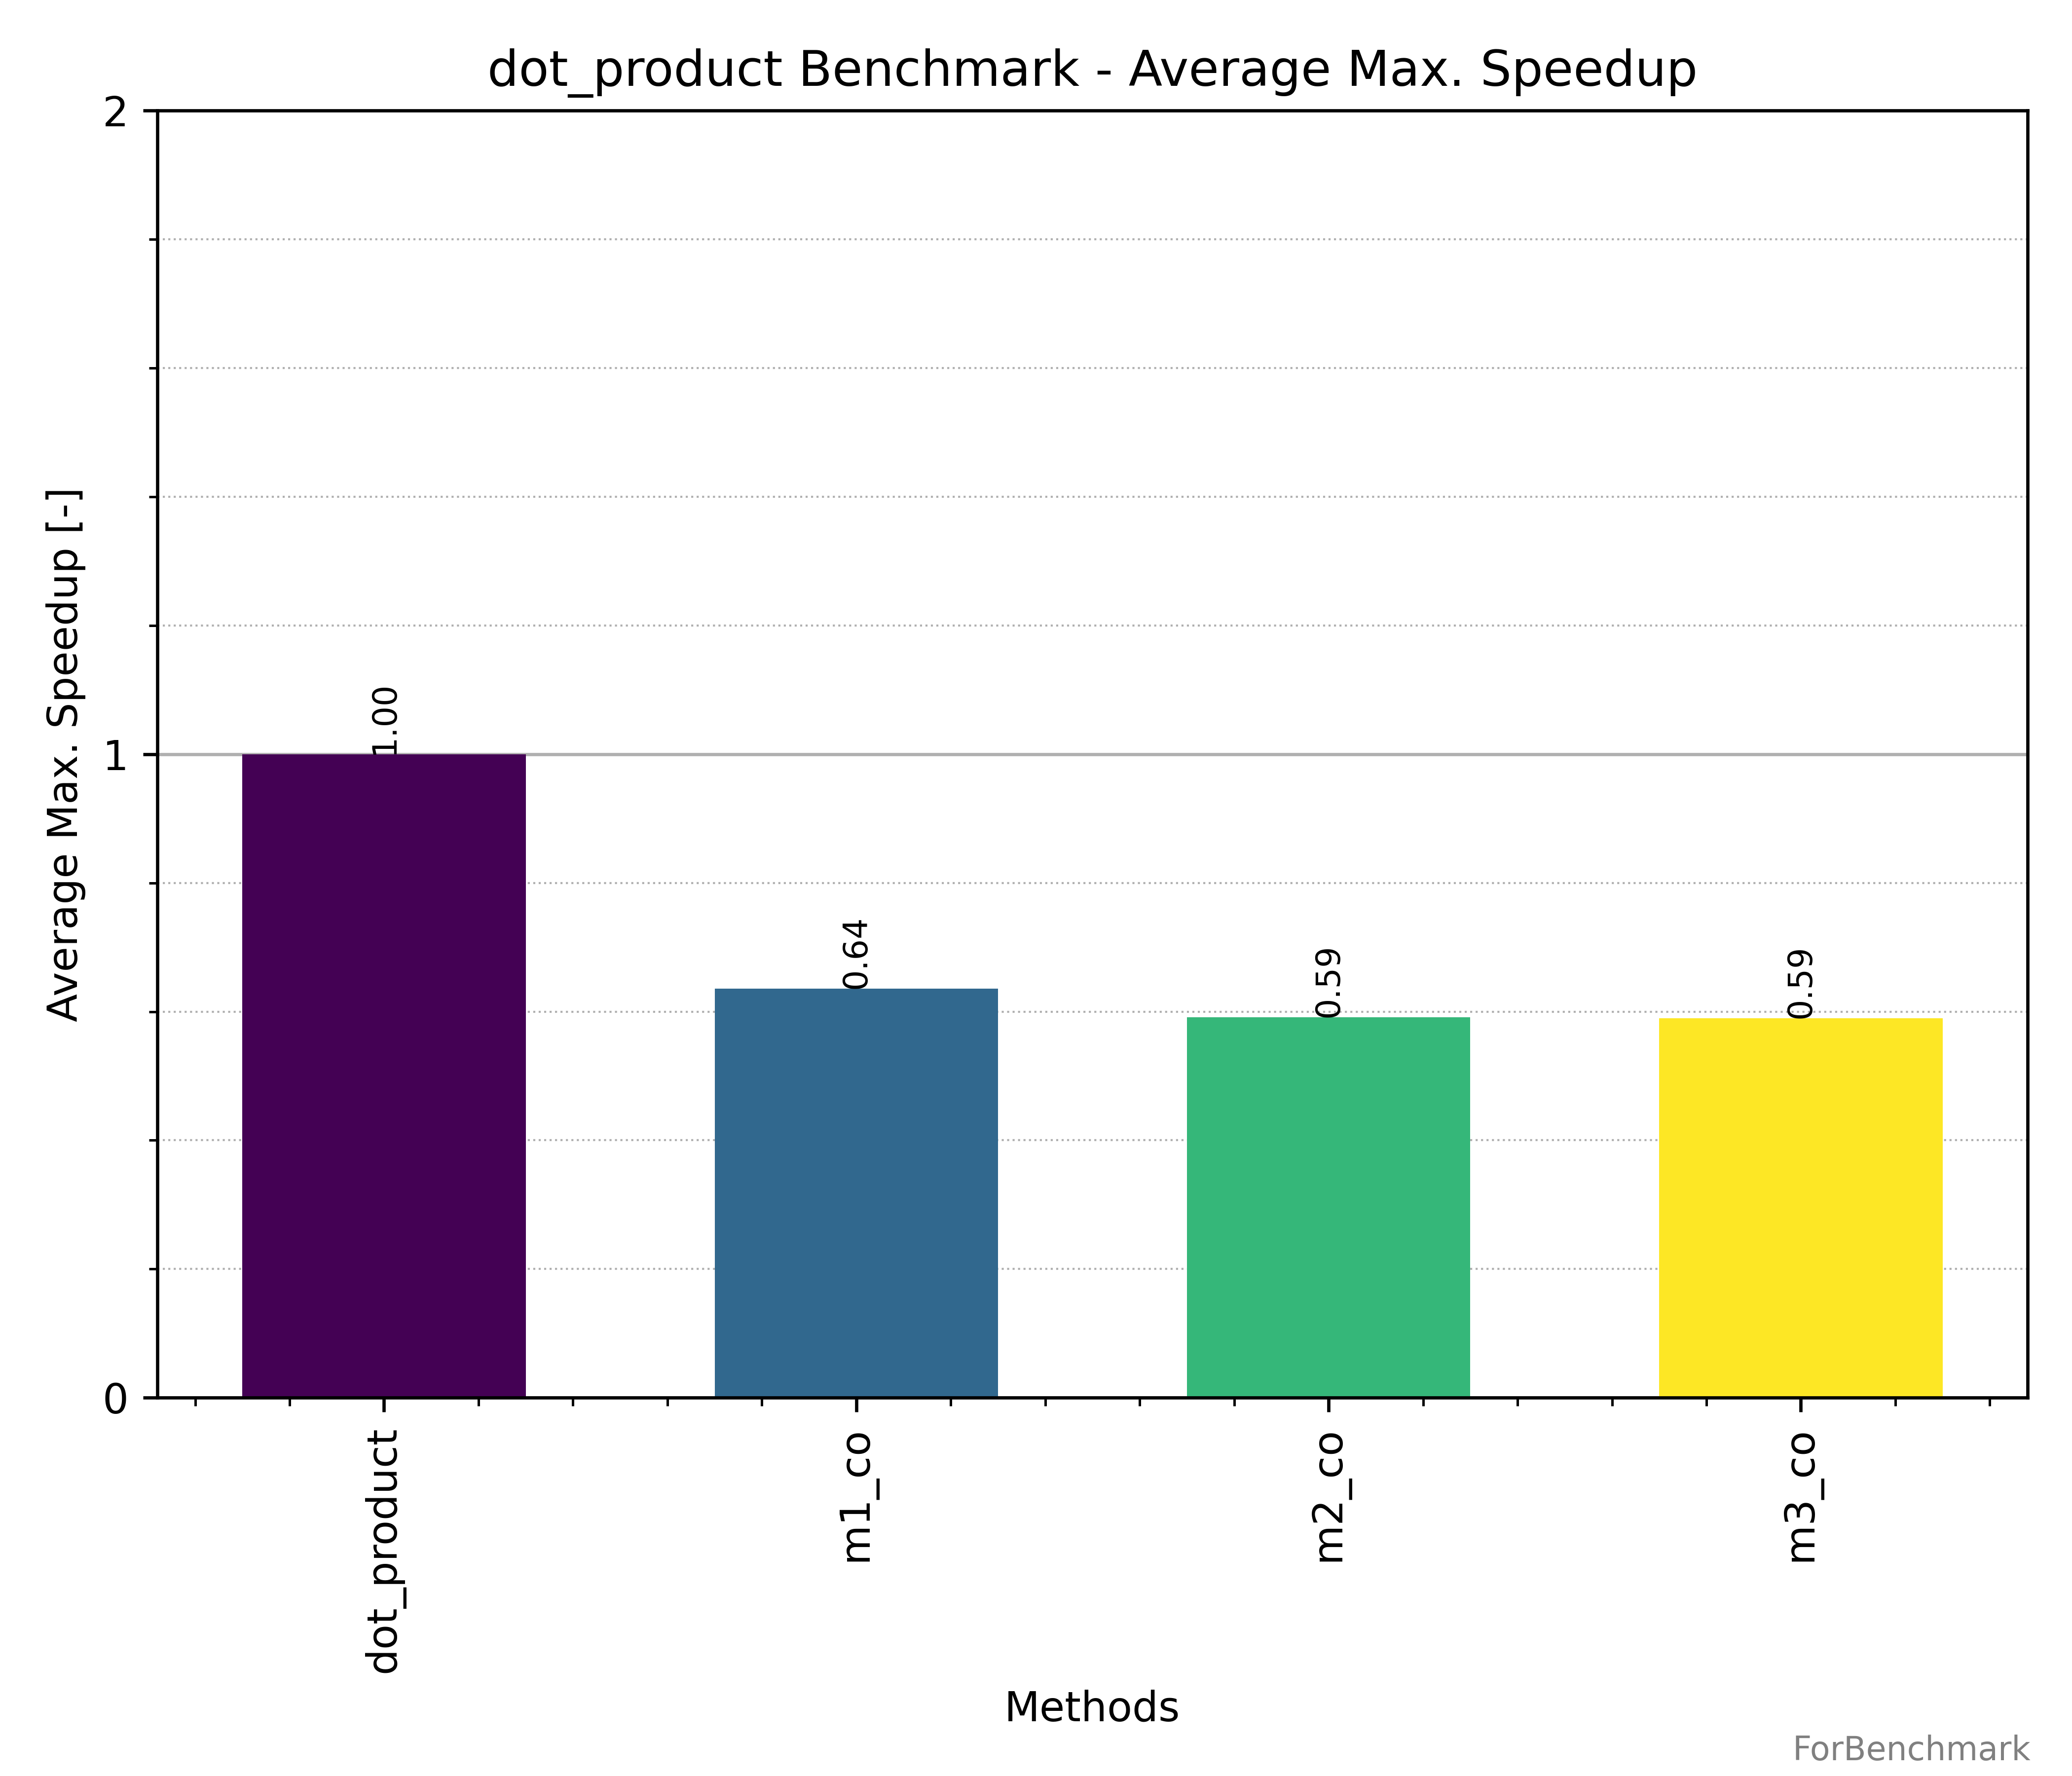 dot_product Benchmark - Average Max. Speedup
Average Max. Speedup [-]
2
1
0
1.00
0.64
0.59
0.59
dot_product
m1_co
m2_co
m3_co
Methods
ForBenchmark